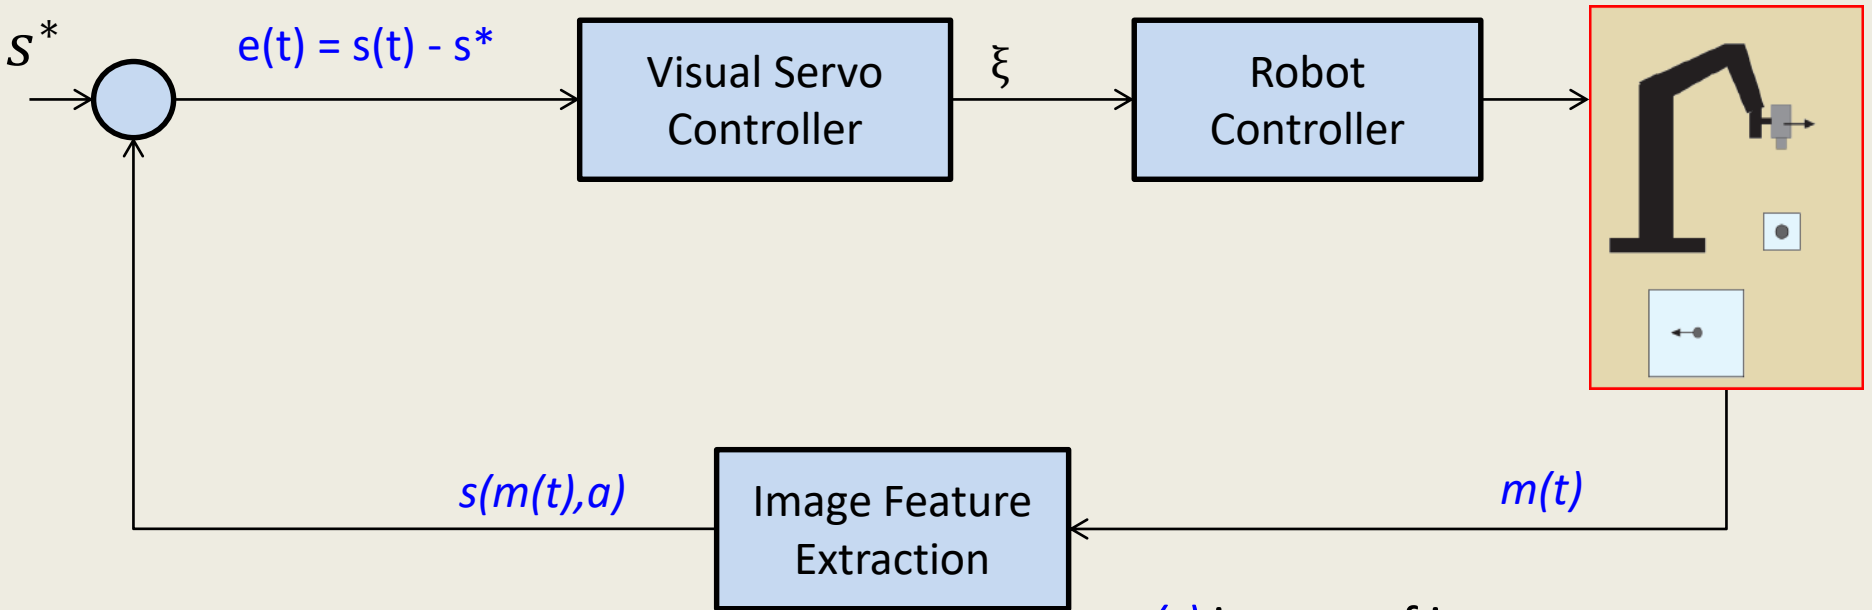 s*
e(t) = s(t) - s*
Visual Servo
Controller
ξ
Robot
Controller
s(m(t),a)
Image Feature
Extraction
m(t)